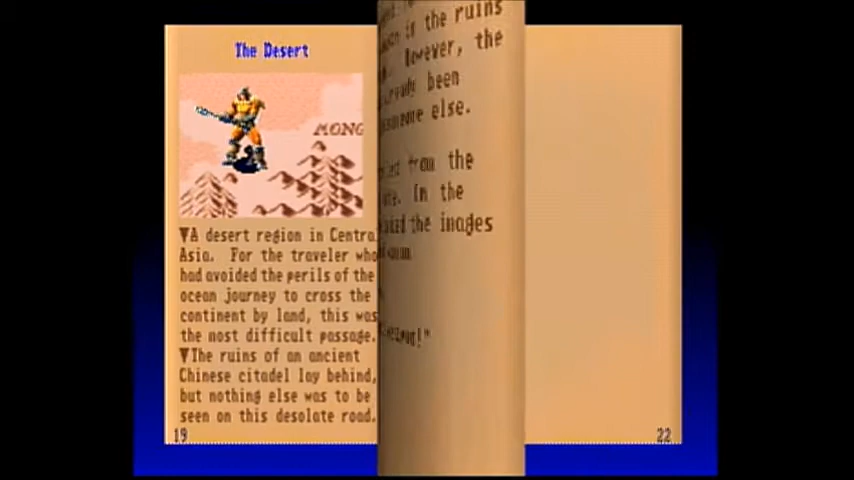 The Desert
MONG
▼A desert region in Centra
Asia. For the traveler who
had avoided the perils of the
ocean journey to cross the
continent by land, this was
the most difficult passage.
▼The ruins of an ancient
Chinese citadel lay behind,
but nothing else was to be
seen on this desolate road.
19
in the ruins
However, the
been
else.
from the
In the
the images
22